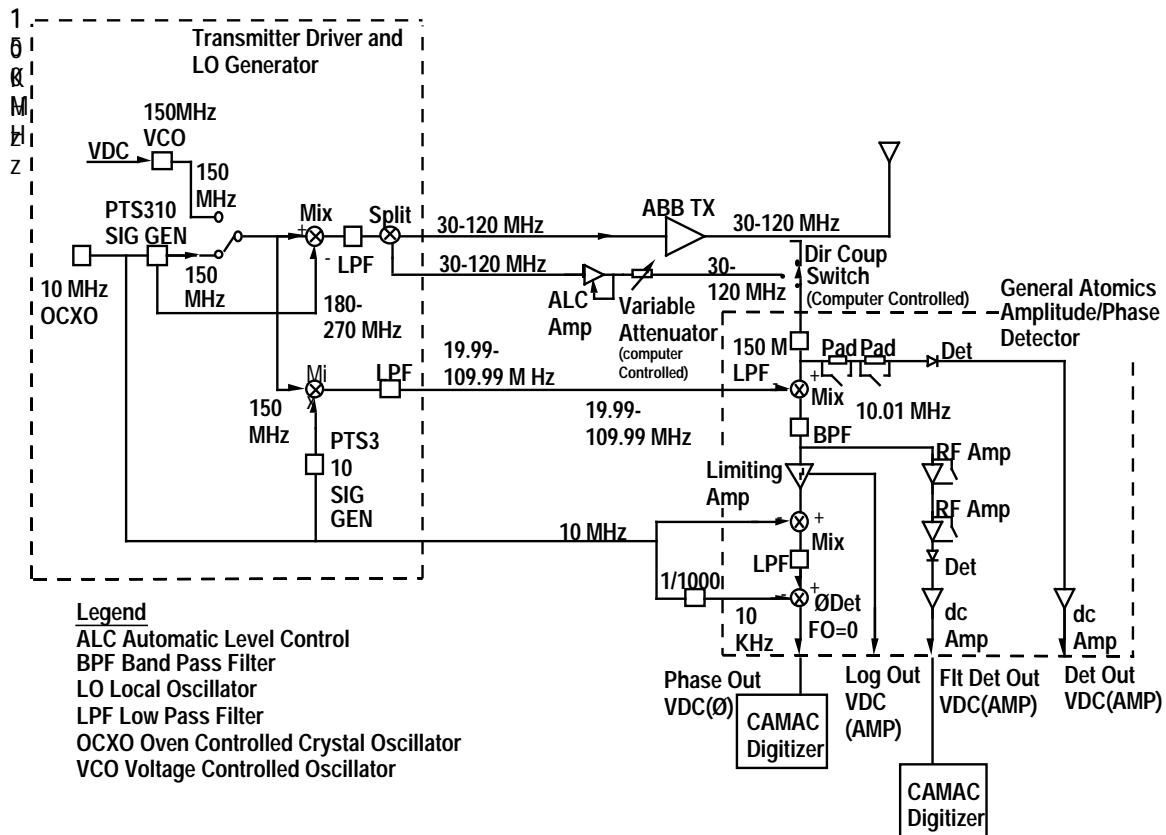 Transmitter Driver and
LO Generator
150MHz
VCO
VDC
150
MHz
PTS310
SIG GEN
150
MHz
10 MHz
OCXO
Mix
+
-
LPF
Split
180-
270 MHz
30-120 MHz
ABB TX
30-120 MHz
30-120 MHz
ALC
Amp
Variable
Attenuator
(computer
Controlled)
30-
120 MHz
Dir Coup
Switch
(Computer Controlled)
General Atomics
Amplitude/Phase
Detector
150 M
LPF
Pad
Pad
Det
+
-
Mix
10.01 MHz
19.99-
109.99 M Hz
Mi
x
LPF
150
MHz
19.99-
109.99 MHz
BPF
PTS3
10
SIG
GEN
Limiting
Amp
RF Amp
RF Amp
10 MHz
-
+
Mix
LPF
Det
1/1000
-
+
ØDet
FO=0
10
KHz
dc
Amp
dc
Amp
Legend
ALC Automatic Level Control
BPF Band Pass Filter
LO Local Oscillator
LPF Low Pass Filter
OCXO Oven Controlled Crystal Oscillator
VCO Voltage Controlled Oscillator
Phase Out
VDC(Ø)
Log Out
VDC
(AMP)
Flt Det Out
VDC(AMP)
Det Out
VDC(AMP)
CAMAC
Digitizer
CAMAC
Digitizer